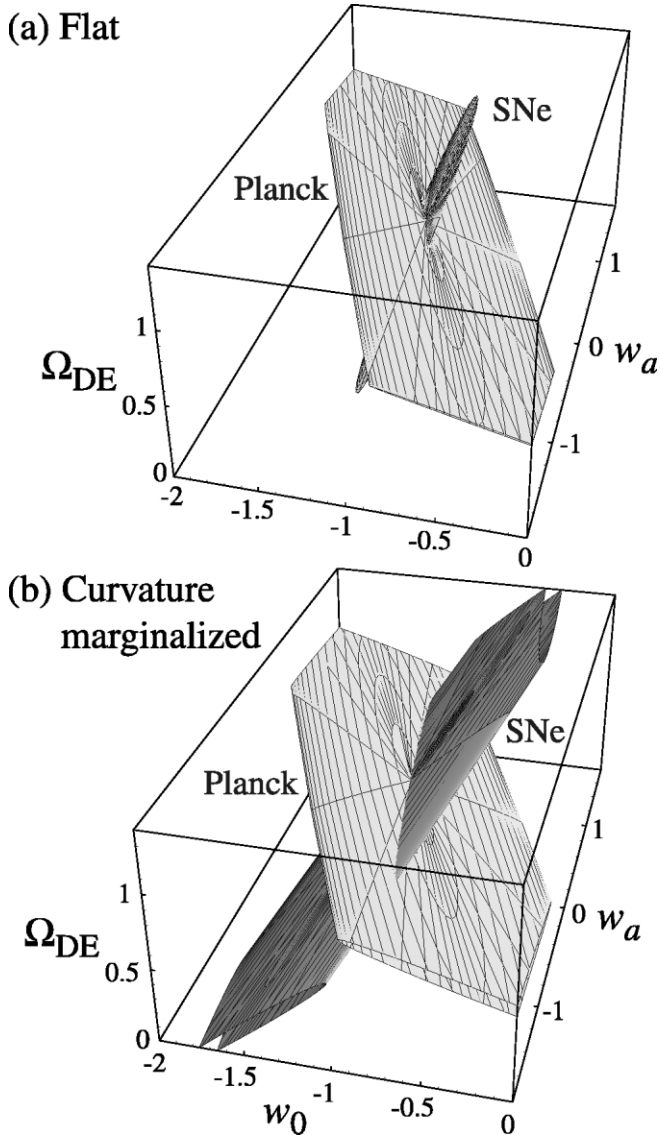 (a) Flat
SNe
Planck
1
Ω_DE
0.5
0
-2
-1.5
-1
-0.5
0
1
0
w_a
-1
(b) Curvature
marginalized
SNe
Planck
1
Ω_DE
0.5
0
-2
-1.5
-1
-0.5
0
w_0
1
0
w_a
-1